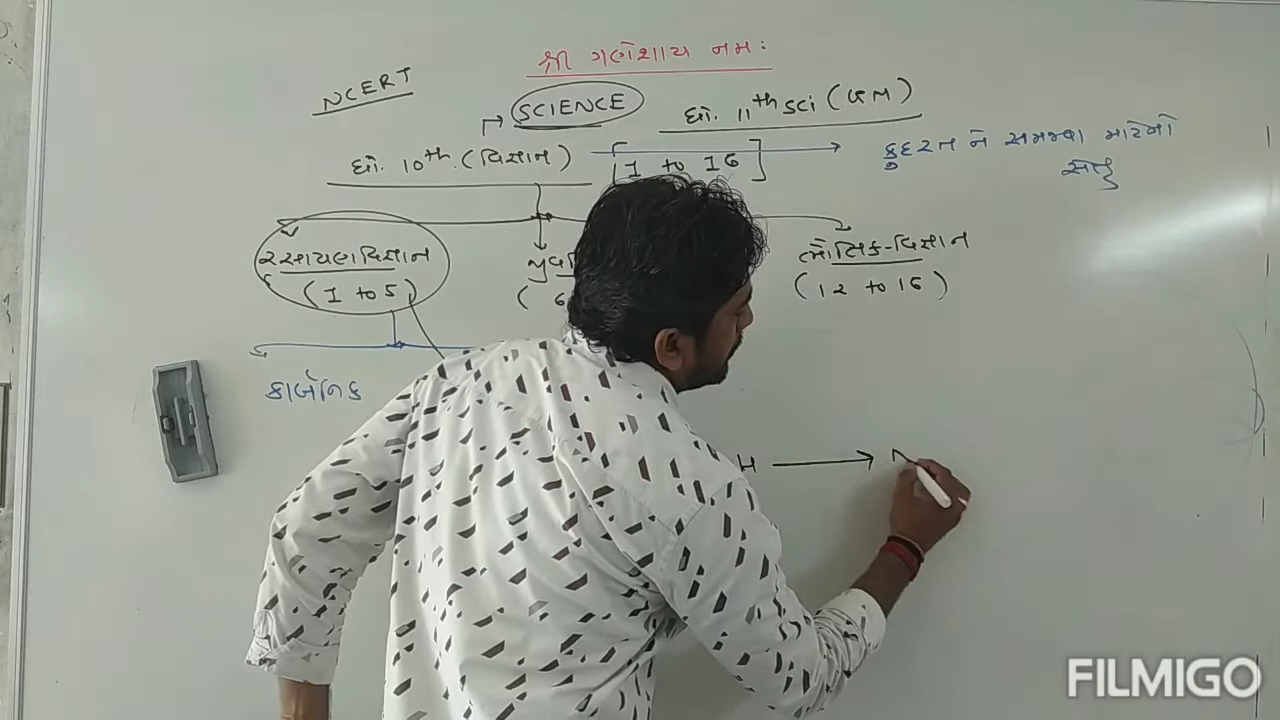 શ્રી ગણેશાય નમ:
NCERT
SCIENCE
ધો. 11th sci (GM)
ધો. 10th. (વિજ્ઞાન)
[1 to 16]
કુદરત ને સમજવા માટેનો
રસાયણવિજ્ઞાન
(1 to 5)
ભૌતિક-વિજ્ઞાન
(12 to 16)
કાર્બનિક
H
FILMIGO